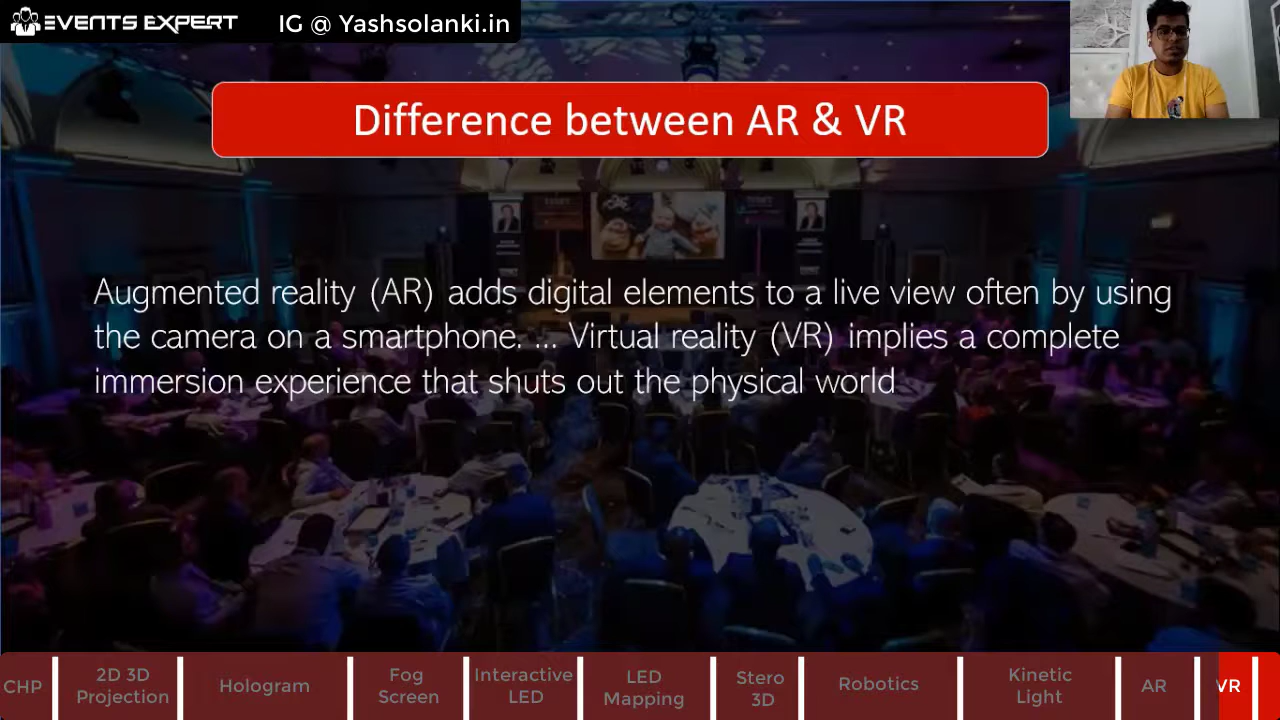 EVENTS EXPERT
IG @ Yashsolanki.in
Difference between AR & VR
Augmented reality (AR) adds digital elements to a live view often by using
the camera on a smartphone. ... Virtual reality (VR) implies a complete
immersion experience that shuts out the physical world
CHP
2D 3D
Projection
Hologram
Fog
Screen
Interactive
LED
LED
Mapping
Stero
3D
Robotics
Kinetic
Light
AR
VR